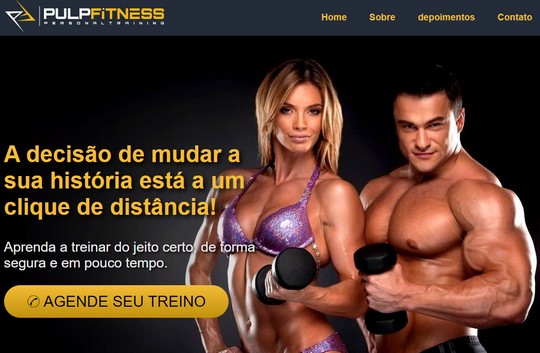 PULPFiTNESS
PERSONALTRAINING
Home Sobre depoimentos Contato
A decisão de mudar a
sua história está a um
clique de distância!
Aprenda a treinar do jeito certo, de forma
segura e em pouco tempo.
✆ AGENDE SEU TREINO